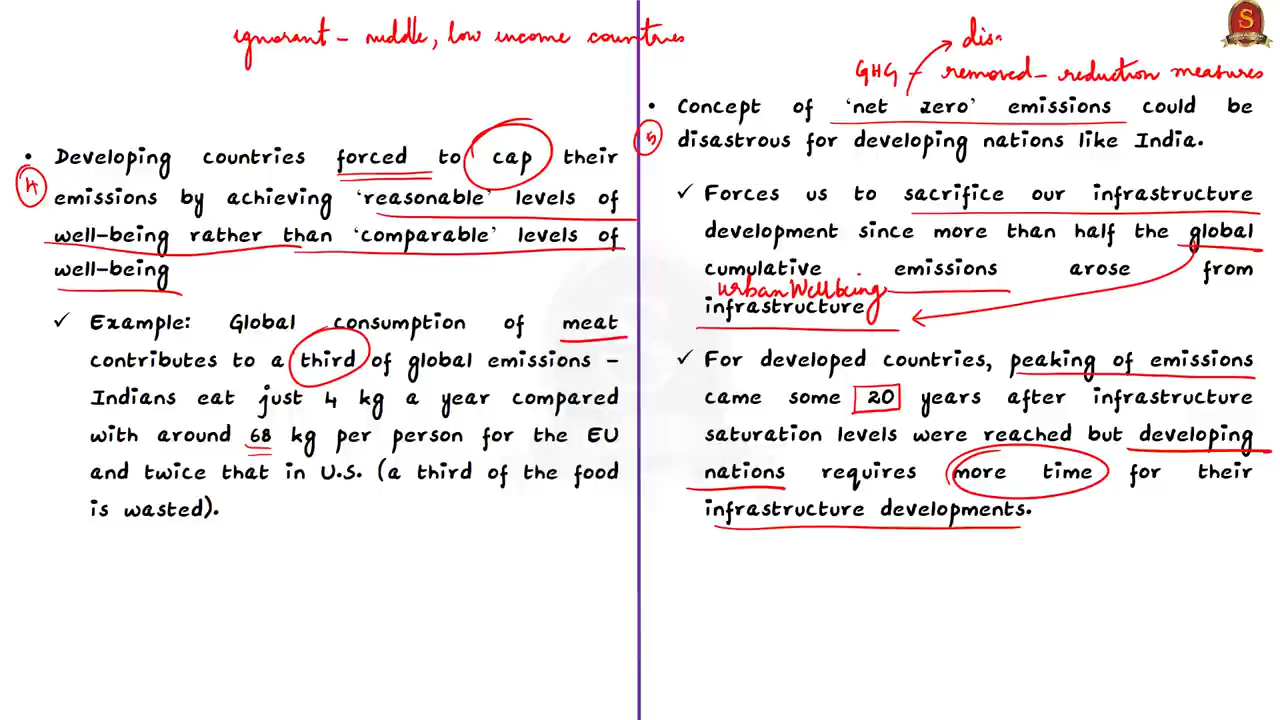 ignorant - middle, low income countries
• Developing countries forced to cap their
4
emissions by achieving 'reasonable' levels of
well-being rather than 'comparable' levels of
well-being
✓ Example: Global consumption of meat
contributes to a third of global emissions –
Indians eat just 4 kg a year compared
with around 68 kg per person for the EU
and twice that in U.S. (a third of the food
is wasted).
dis.
GHG - removed - reduction measures
• Concept of 'net zero' emissions could be
5
disastrous for developing nations like India.
✓ Forces us to sacrifice our infrastructure
development since more than half the global
cumulative emissions arose from
urban Wellbeing
infrastructure
✓ For developed countries, peaking of emissions
came some 20 years after infrastructure
saturation levels were reached but developing
nations requires more time for their
infrastructure developments.
S